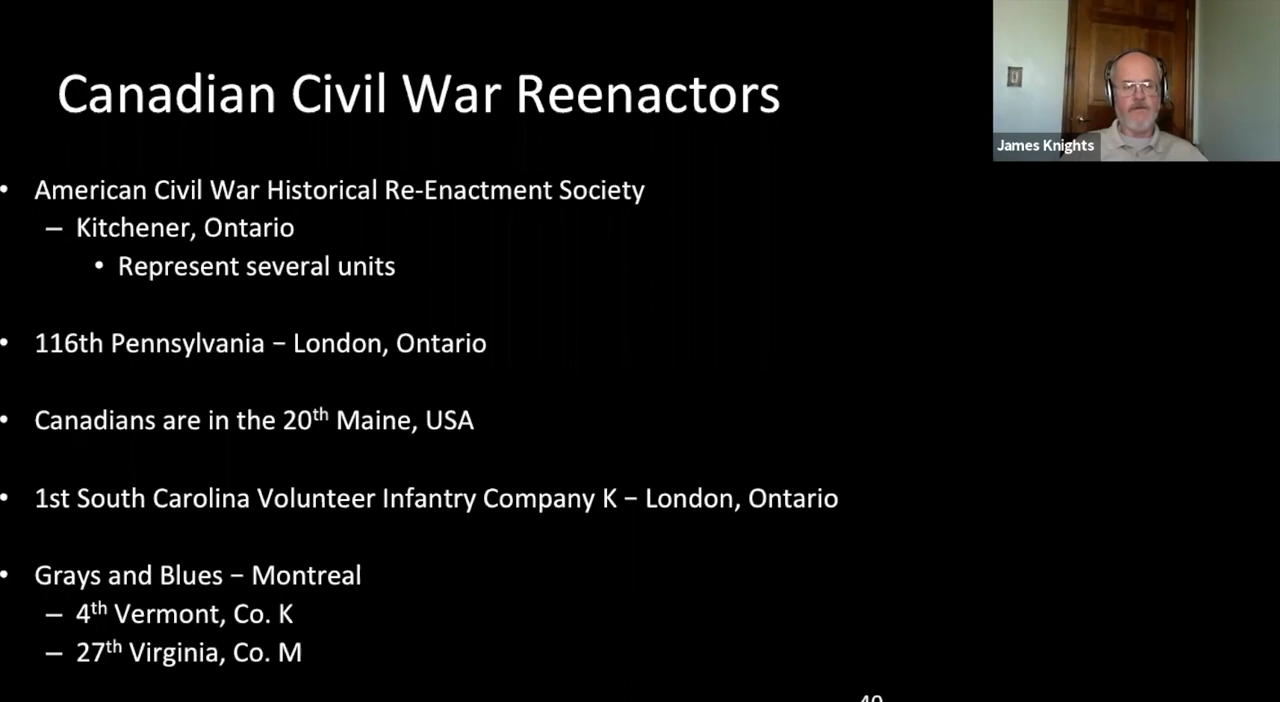 Canadian Civil War Reenactors
James Knights
• American Civil War Historical Re-Enactment Society
– Kitchener, Ontario
• Represent several units
• 116th Pennsylvania – London, Ontario
• Canadians are in the 20th Maine, USA
• 1st South Carolina Volunteer Infantry Company K – London, Ontario
• Grays and Blues – Montreal
– 4th Vermont, Co. K
– 27th Virginia, Co. M